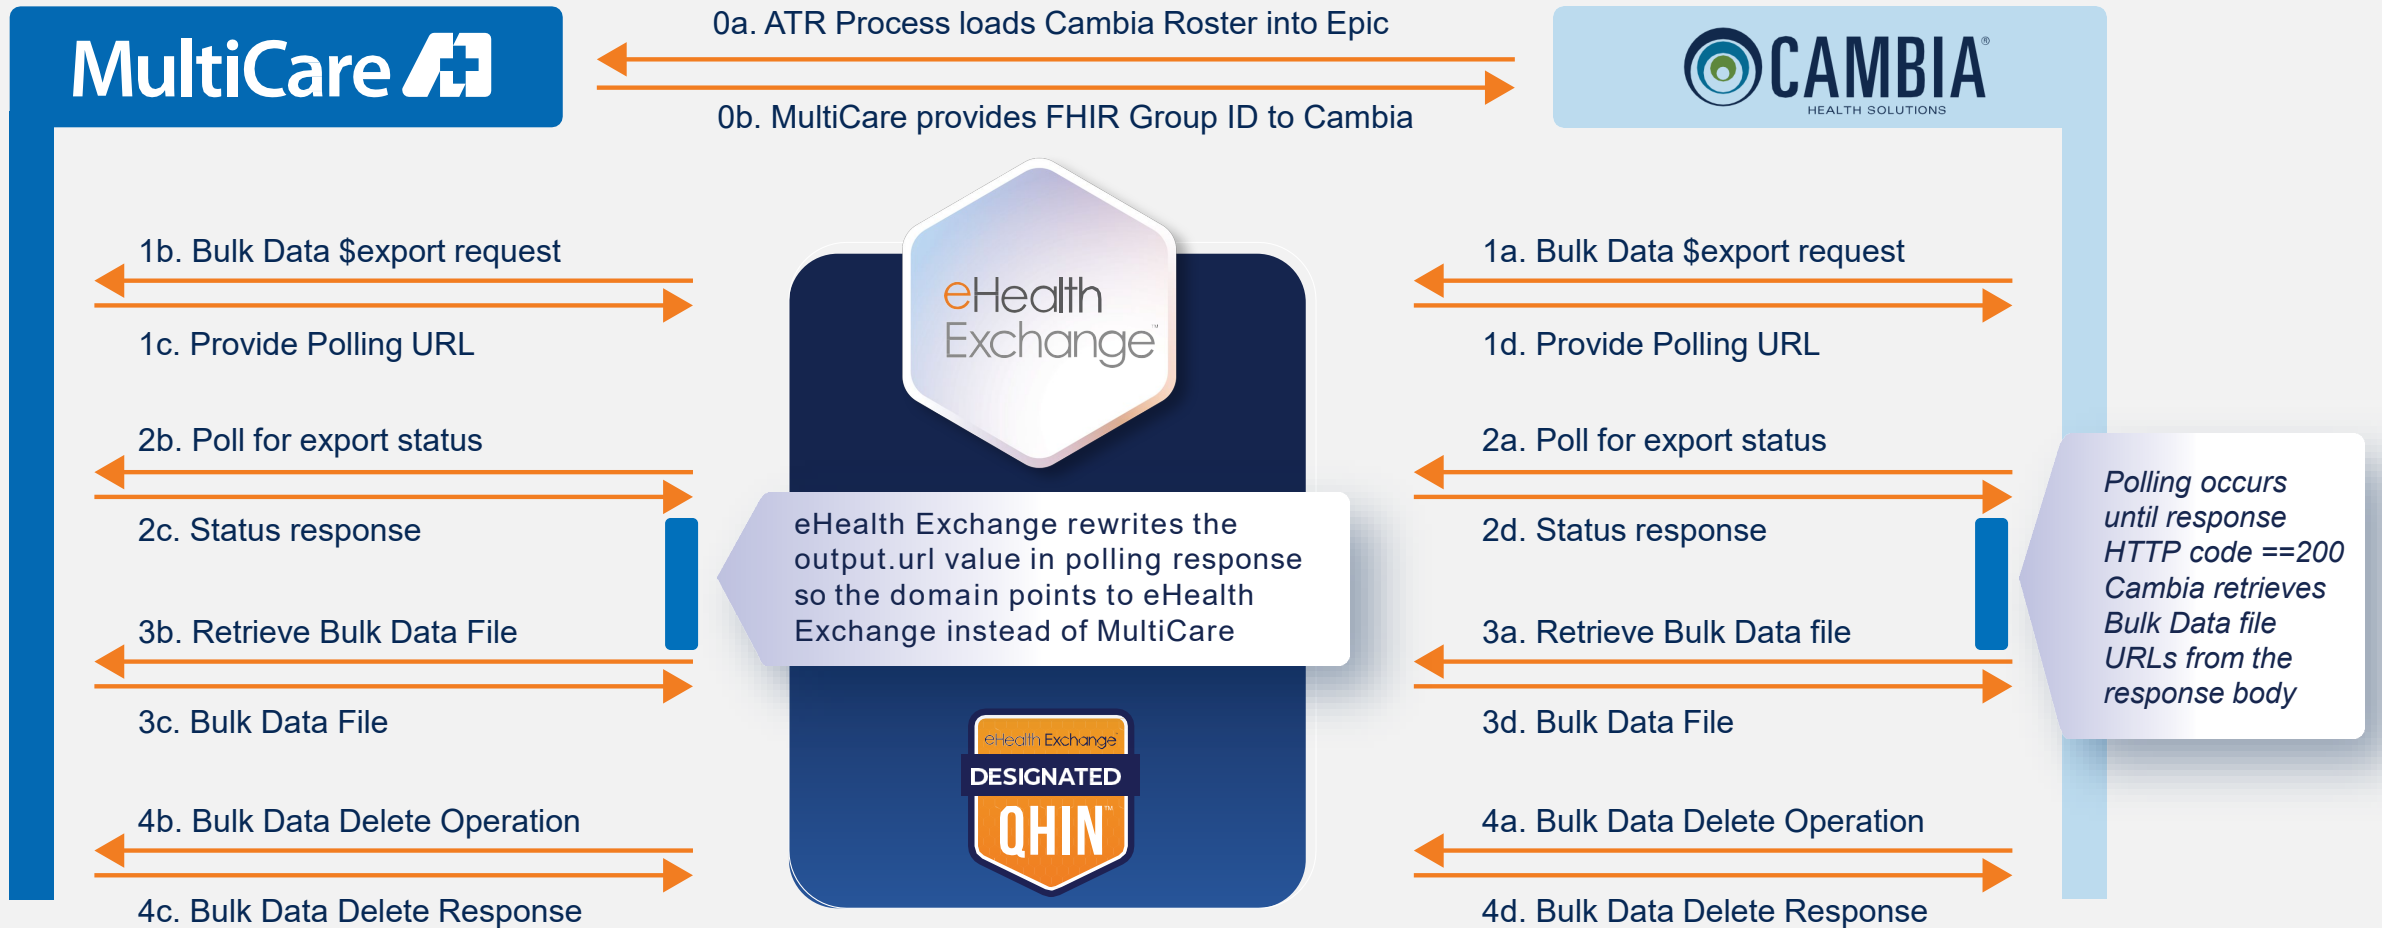 MultiCare
0a. ATR Process loads Cambia Roster into Epic
0b. MultiCare provides FHIR Group ID to Cambia
CAMBIA®
HEALTH SOLUTIONS
1b. Bulk Data $export request
1c. Provide Polling URL
2b. Poll for export status
2c. Status response
3b. Retrieve Bulk Data File
3c. Bulk Data File
4b. Bulk Data Delete Operation
4c. Bulk Data Delete Response
eHealth
Exchange™
eHealth Exchange rewrites the
output.url value in polling response
so the domain points to eHealth
Exchange instead of MultiCare
eHealth Exchange
DESIGNATED
QHIN™
1a. Bulk Data $export request
1d. Provide Polling URL
2a. Poll for export status
2d. Status response
3a. Retrieve Bulk Data file
3d. Bulk Data File
4a. Bulk Data Delete Operation
4d. Bulk Data Delete Response
Polling occurs
until response
HTTP code ==200
Cambia retrieves
Bulk Data file
URLs from the
response body